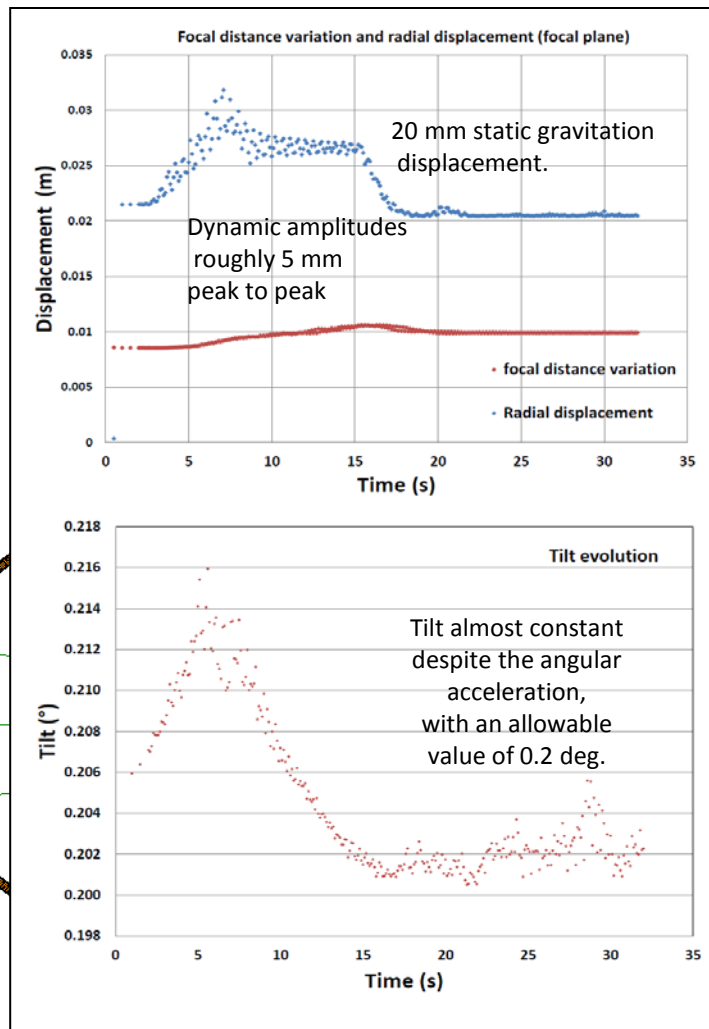 Focal distance variation and radial displacement (focal plane)
0.035
0.03
0.025
0.02
0.015
0.01
0.005
0
Displacement (m)
20 mm static gravitation
displacement.
Dynamic amplitudes
roughly 5 mm
peak to peak
focal distance variation
Radial displacement
0 5 10 15 20 25 30 35
Time (s)
0.218
0.216
0.214
0.212
0.210
0.208
0.206
0.204
0.202
0.200
0.198
Tilt (°)
Tilt evolution
Tilt almost constant
despite the angular
acceleration,
with an allowable
value of 0.2 deg.
0 5 10 15 20 25 30 35
Time (s)